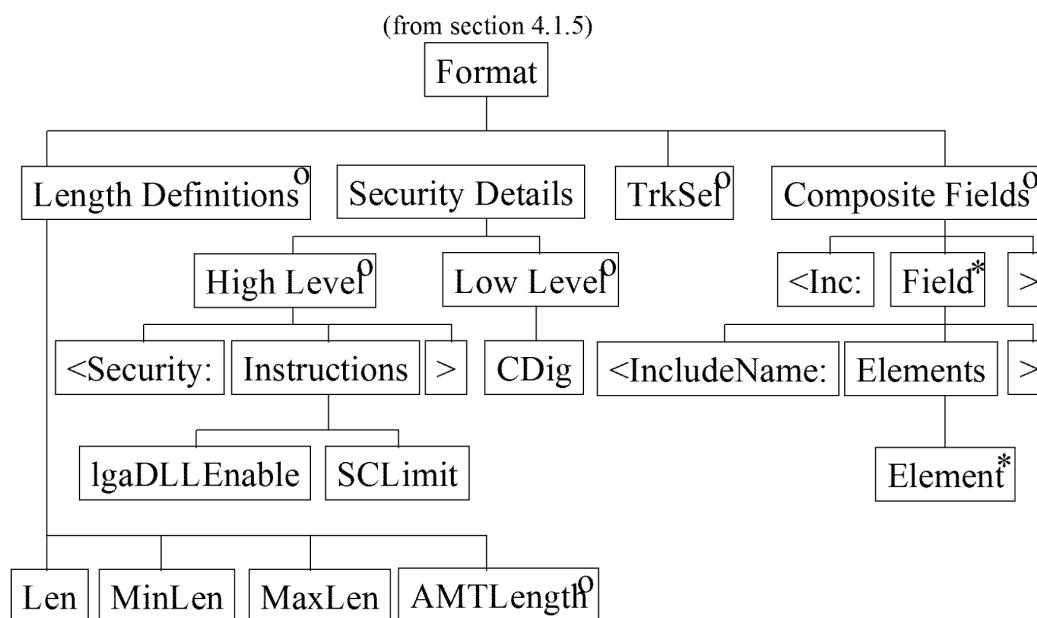 (from section 4.1.5)
Format
Length Definitions o
Security Details
TrkSel o
Composite Fields o
High Level o
Low Level o
<Inc:
Field *
>
<Security:
Instructions
>
CDig
<IncludeName:
Elements
>
lgaDLLEnable
SCLimit
Element *
Len
MinLen
MaxLen
AMTLength o